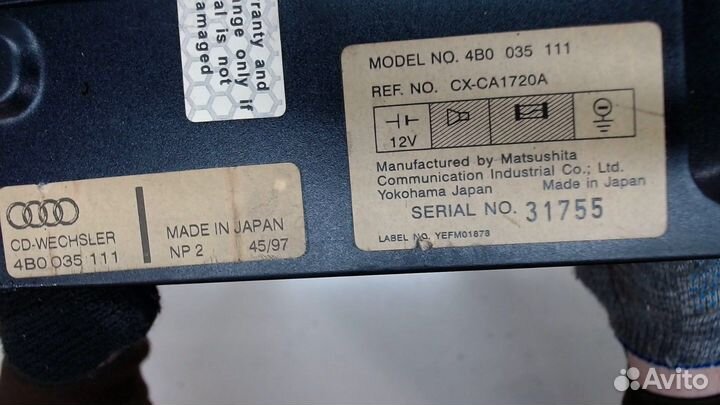 rranty and
ange only if
al is not
amaged
MODEL NO. 4B0 035 111
REF. NO. CX-CA1720A
12V
Manufactured by Matsushita
Communication Industrial Co.; Ltd.
Yokohama Japan Made in Japan
SERIAL NO. 31755
LABEL NO. YEFM01878
CD-WECHSLER
4B0 035 111
MADE IN JAPAN
NP 2 45/97
Avito